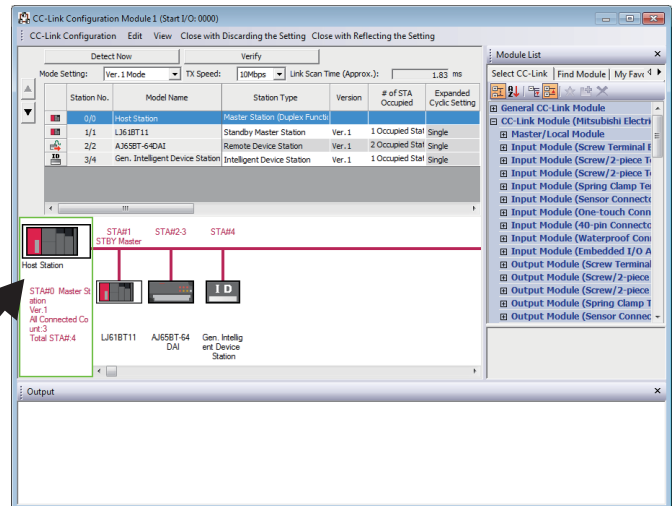 CC-Link Configuration Module 1 (Start I/O: 0000)
CC-Link Configuration Edit View Close with Discarding the Setting Close with Reflecting the Setting
Detect Now Verify
Mode Setting: Ver.1 Mode TX Speed: 10Mbps Link Scan Time (Approx.): 1.83 ms
Station No. Model Name Station Type Version # of STA Occupied Expanded Cyclic Setting
0/0 Host Station Master Station (Duplex Functi
1/1 LJ61BT11 Standby Master Station Ver.1 1 Occupied Stat Single
2/2 AJ65BT-64DAI Remote Device Station Ver.1 2 Occupied Stat Single
ID 3/4 Gen. Intelligent Device Station Intelligent Device Station Ver.1 1 Occupied Stat Single
Host Station
STA#0 Master St
ation
Ver.1
All Connected Co
unt:3
Total STA#:4
STA#1 STA#2-3 STA#4
STBY Master
ID
LJ61BT11 AJ65BT-64
DAI
Gen. Intellig
ent Device
Station
Module List
Select CC-Link Find Module My Favo
General CC-Link Module
CC-Link Module (Mitsubishi Electri
Master/Local Module
Input Module (Screw Terminal B
Input Module (Screw/2-piece Te
Input Module (Screw/2-piece Te
Input Module (Spring Clamp Ter
Input Module (Sensor Connecto
Input Module (One-touch Conn
Input Module (40-pin Connecto
Input Module (Waterproof Conn
Input Module (Embedded I/O A
Output Module (Screw Terminal
Output Module (Screw/2-piece
Output Module (Screw/2-piece
Output Module (Spring Clamp T
Output Module (Sensor Connec
Output